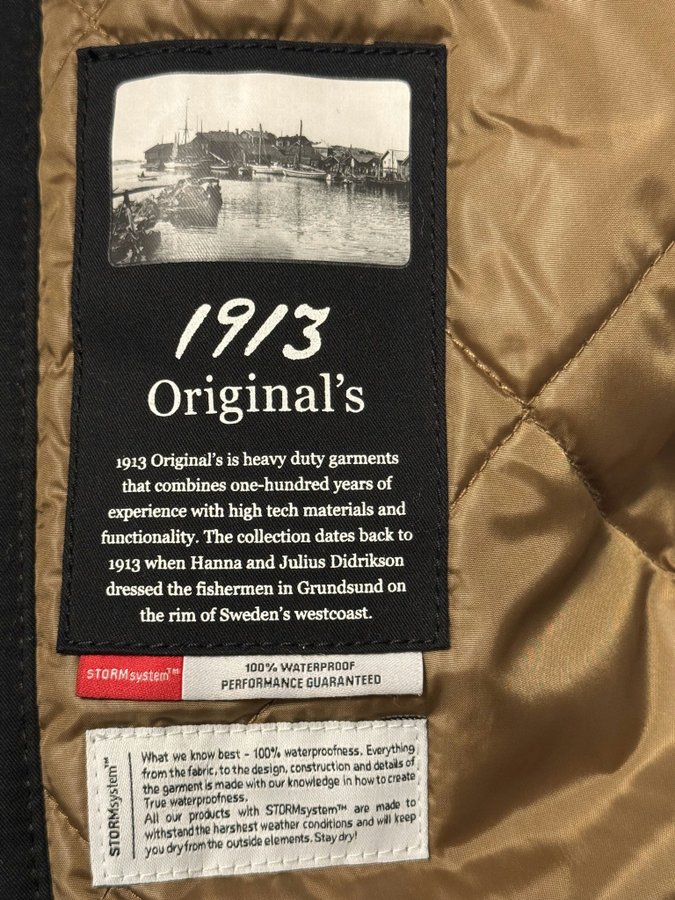 1913
Original's
1913 Original's is heavy duty garments
that combines one-hundred years of
experience with high tech materials and
functionality. The collection dates back to
1913 when Hanna and Julius Didrikson
dressed the fishermen in Grundsund on
the rim of Sweden's westcoast.
STORMsystem™
100% WATERPROOF
PERFORMANCE GUARANTEED
STORMsystem™
What we know best - 100% waterproofness. Everything
from the fabric, to the design, construction and details of
the garment is made with our knowledge in how to create
True waterproofness.
All our products with STORMsystem™ are made to
withstand the harshest weather conditions and will keep
you dry from the outside elements. Stay dry!